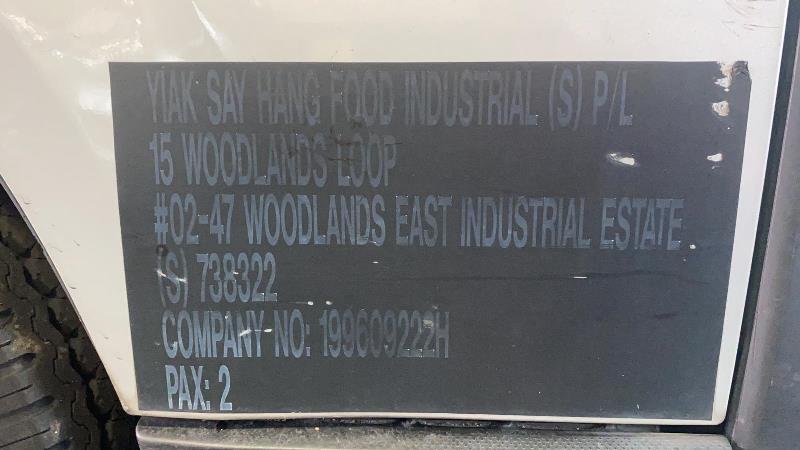 YIAK SAY HANG FOOD INDUSTRIAL (S) P/L
15 WOODLANDS LOOP
#02-47 WOODLANDS EAST INDUSTRIAL ESTATE
(S) 738322
COMPANY NO: 199609222H
PAX: 2